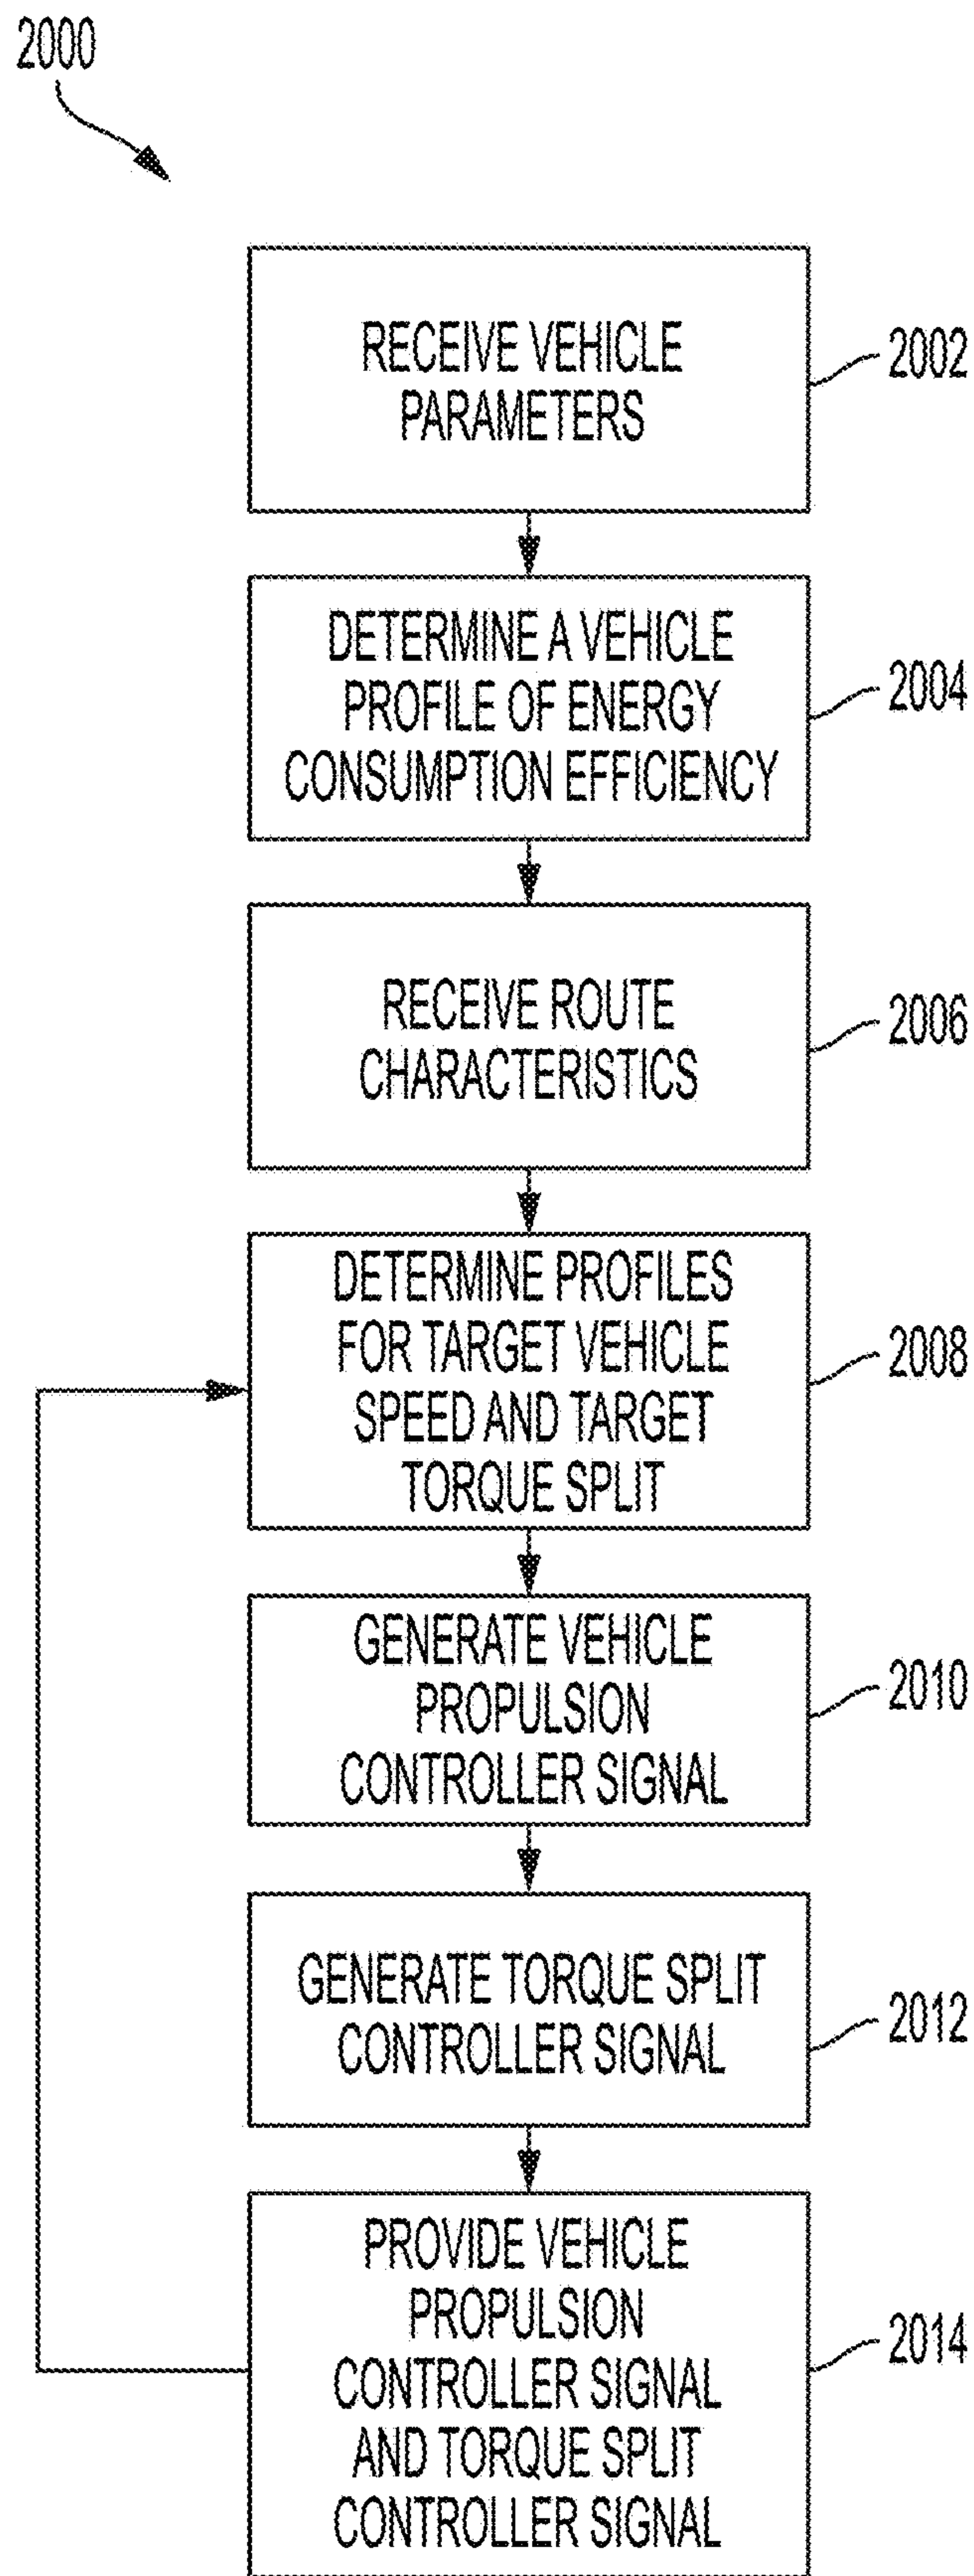 2000
RECEIVE VEHICLE
PARAMETERS
2002
DETERMINE A VEHICLE
PROFILE OF ENERGY
CONSUMPTION EFFICIENCY
2004
RECEIVE ROUTE
CHARACTERISTICS
2006
DETERMINE PROFILES
FOR TARGET VEHICLE
SPEED AND TARGET
TORQUE SPLIT
2008
GENERATE VEHICLE
PROPULSION
CONTROLLER SIGNAL
2010
GENERATE TORQUE SPLIT
CONTROLLER SIGNAL
2012
PROVIDE VEHICLE
PROPULSION
CONTROLLER SIGNAL
AND TORQUE SPLIT
CONTROLLER SIGNAL
2014